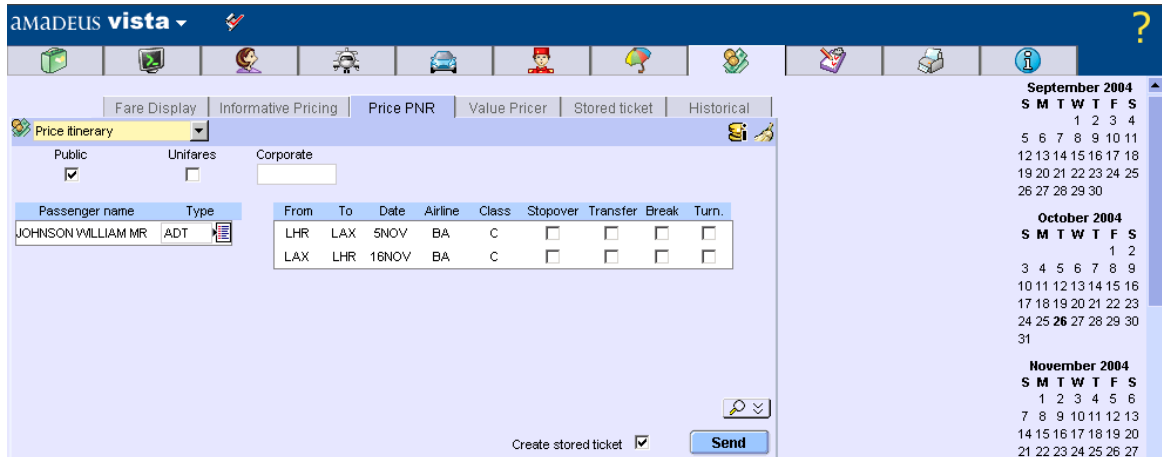 aMaDEUS vista
?
Fare Display Informative Pricing Price PNR Value Pricer Stored ticket Historical
Price itinerary
Public Unifares Corporate
Passenger name Type
JOHNSON WILLIAM MR ADT
From To Date Airline Class Stopover Transfer Break Turn.
LHR LAX 5NOV BA C
LAX LHR 16NOV BA C
Create stored ticket Send
September 2004
S M T W T F S
1 2 3 4
5 6 7 8 9 10 11
12 13 14 15 16 17 18
19 20 21 22 23 24 25
26 27 28 29 30
October 2004
S M T W T F S
1 2
3 4 5 6 7 8 9
10 11 12 13 14 15 16
17 18 19 20 21 22 23
24 25 26 27 28 29 30
31
November 2004
S M T W T F S
1 2 3 4 5 6
7 8 9 10 11 12 13
14 15 16 17 18 19 20
21 22 23 24 25 26 27